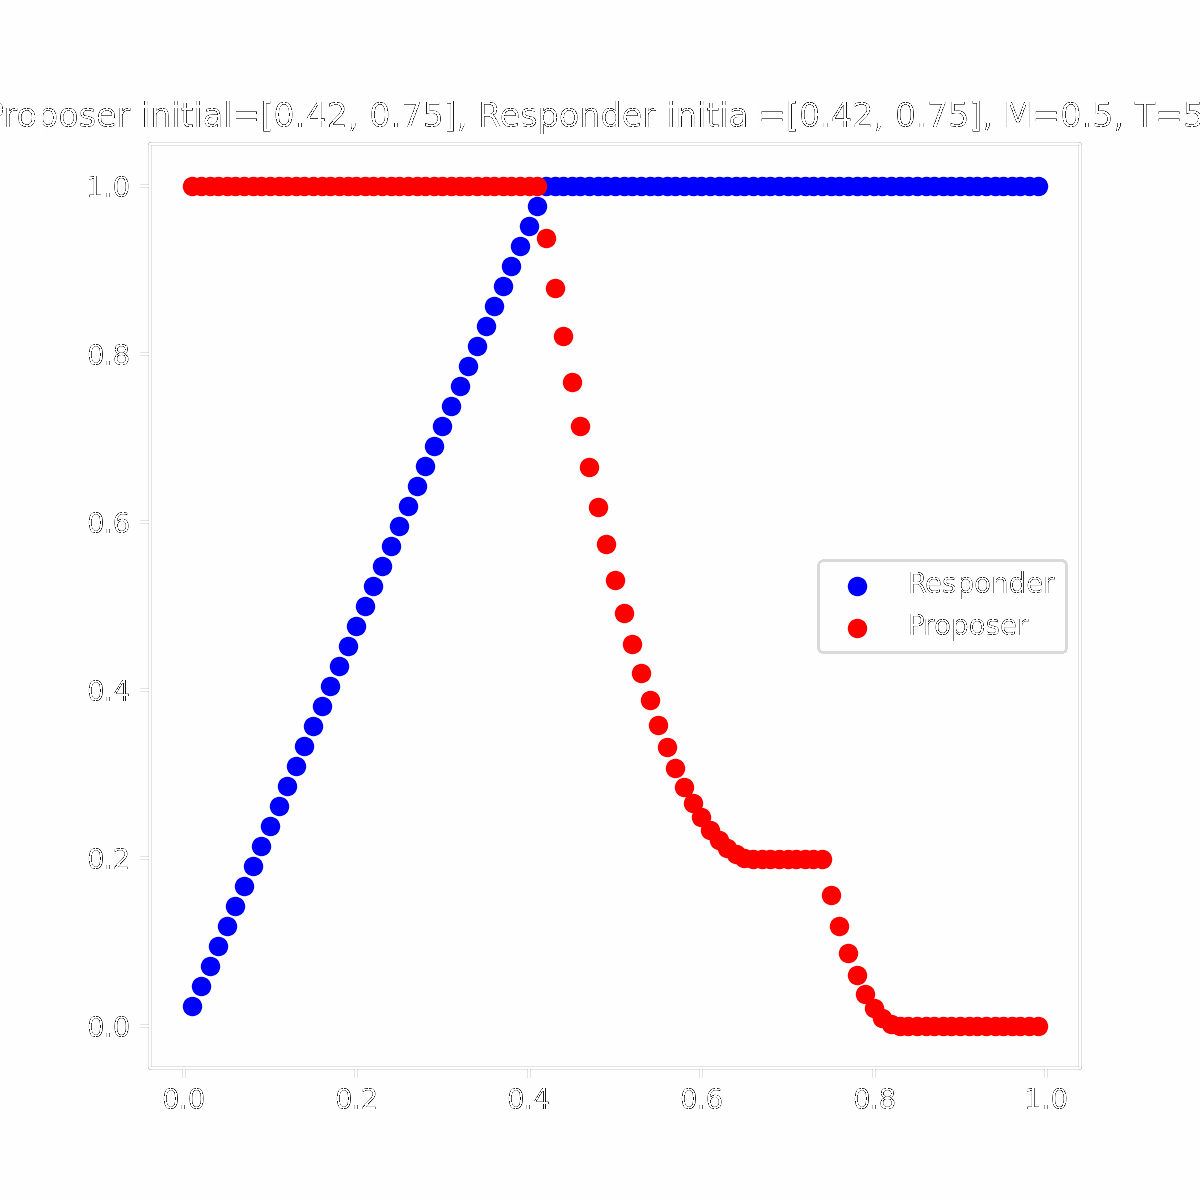 Proposer initial=[0.42, 0.75], Responder initia =[0.42, 0.75], M=0.5, T=5
1.0
0.8
0.6
0.4
0.2
0.0
Responder
Proposer
0.0 0.2 0.4 0.6 0.8 1.0